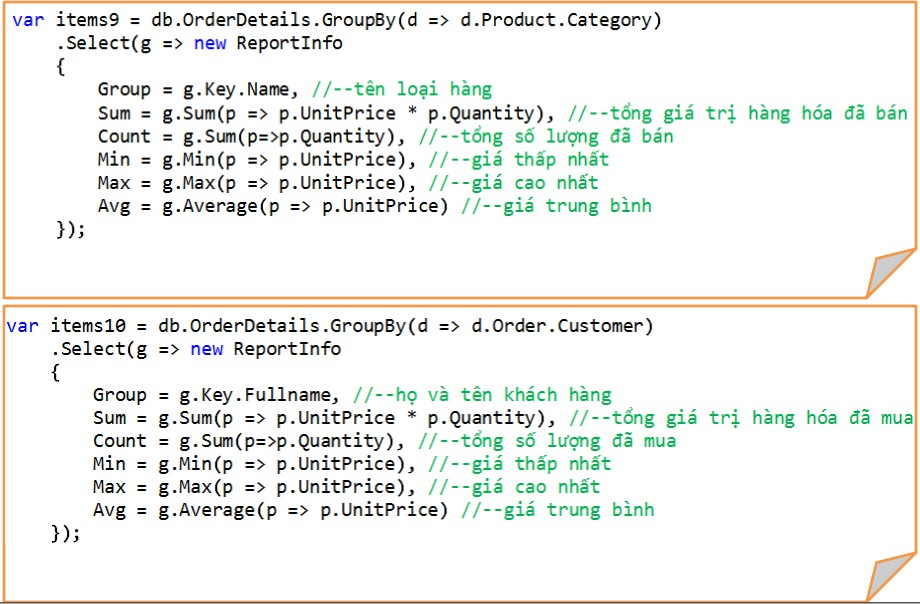 var items9 = db.OrderDetails.GroupBy(d => d.Product.Category)
.Select(g => new ReportInfo
{
Group = g.Key.Name, //--tên loại hàng
Sum = g.Sum(p => p.UnitPrice * p.Quantity), //--tổng giá trị hàng hóa đã bán
Count = g.Sum(p=>p.Quantity), //--tổng số lượng đã bán
Min = g.Min(p => p.UnitPrice), //--giá thấp nhất
Max = g.Max(p => p.UnitPrice), //--giá cao nhất
Avg = g.Average(p => p.UnitPrice) //--giá trung bình
});
var items10 = db.OrderDetails.GroupBy(d => d.Order.Customer)
.Select(g => new ReportInfo
{
Group = g.Key.Fullname, //--họ và tên khách hàng
Sum = g.Sum(p => p.UnitPrice * p.Quantity), //--tổng giá trị hàng hóa đã mua
Count = g.Sum(p=>p.Quantity), //--tổng số lượng đã mua
Min = g.Min(p => p.UnitPrice), //--giá thấp nhất
Max = g.Max(p => p.UnitPrice), //--giá cao nhất
Avg = g.Average(p => p.UnitPrice) //--giá trung bình
});